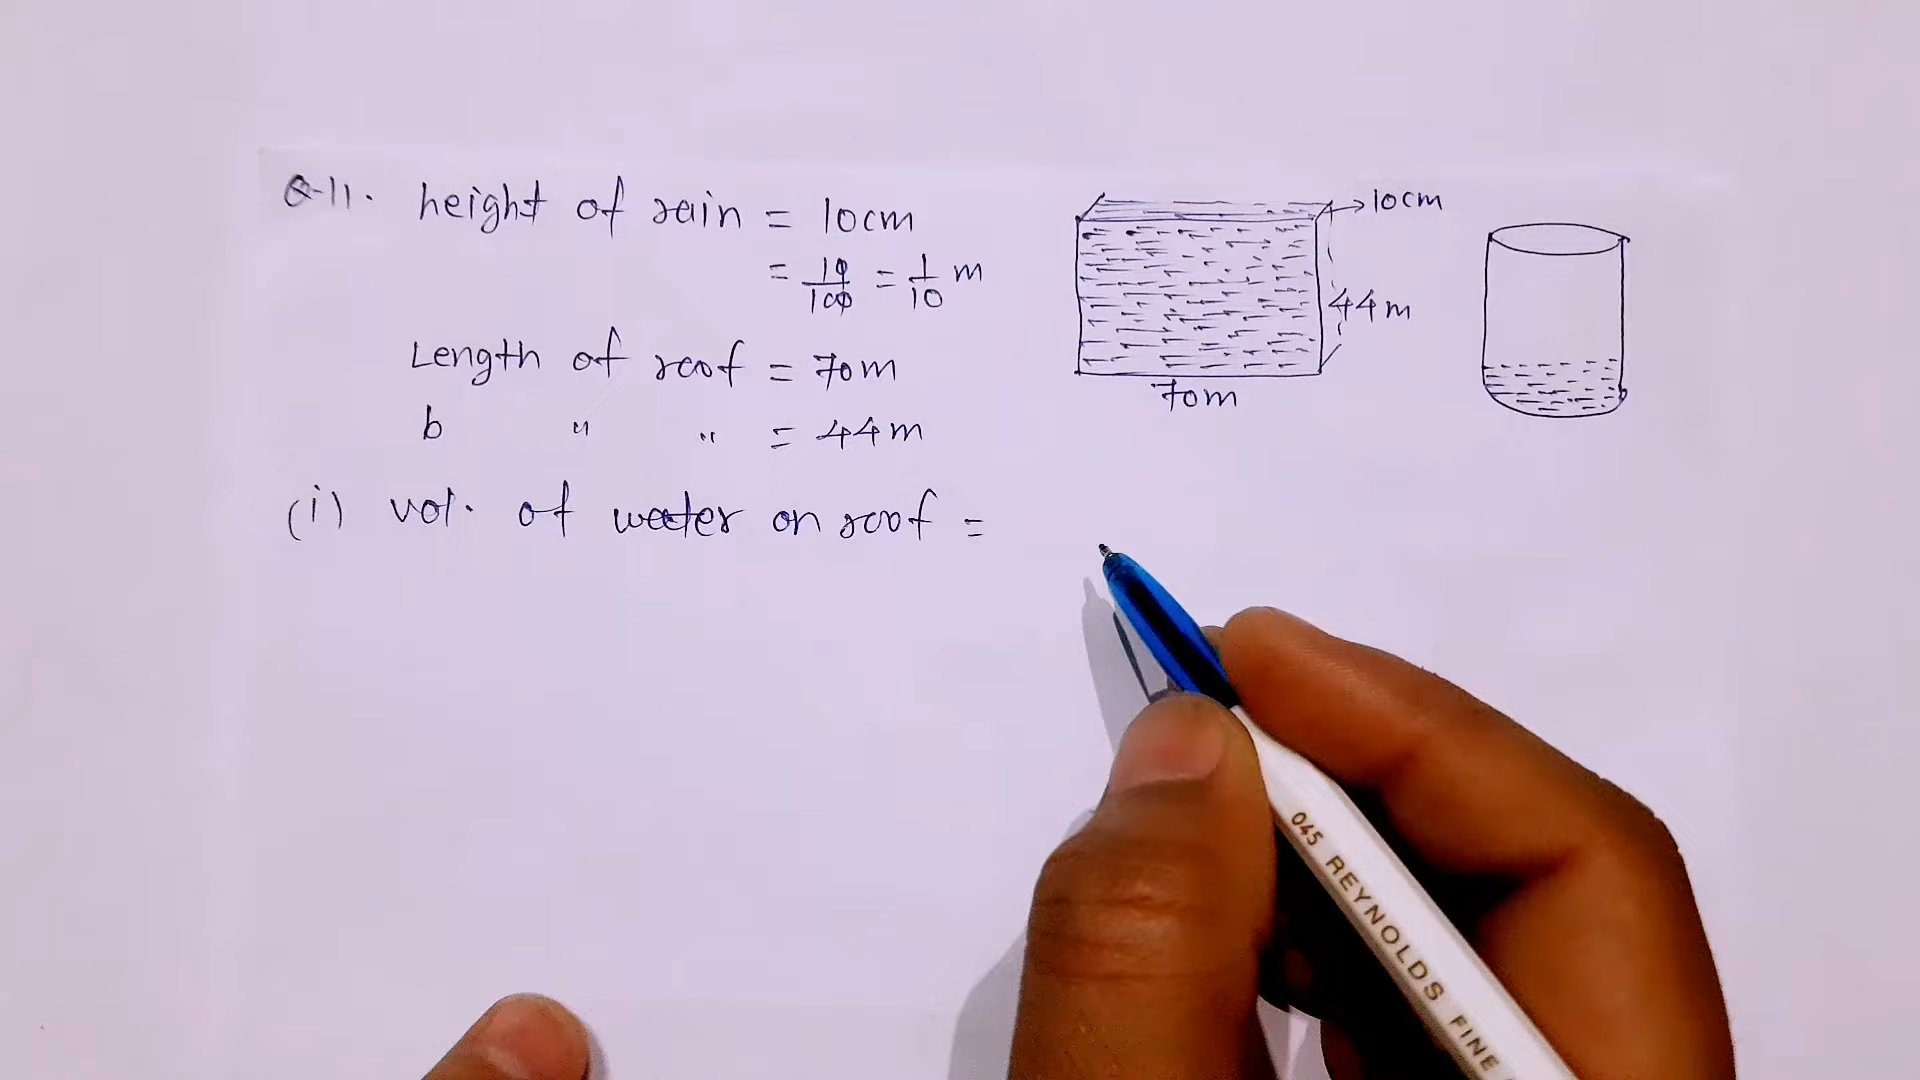 Q-11. height of rain = 10cm
= 10/100 = 1/10 m
Length of roof = 70m
b " " = 44m
(i) vol. of water on roof =
10cm
44m
70m
045 REYNOLDS FINE